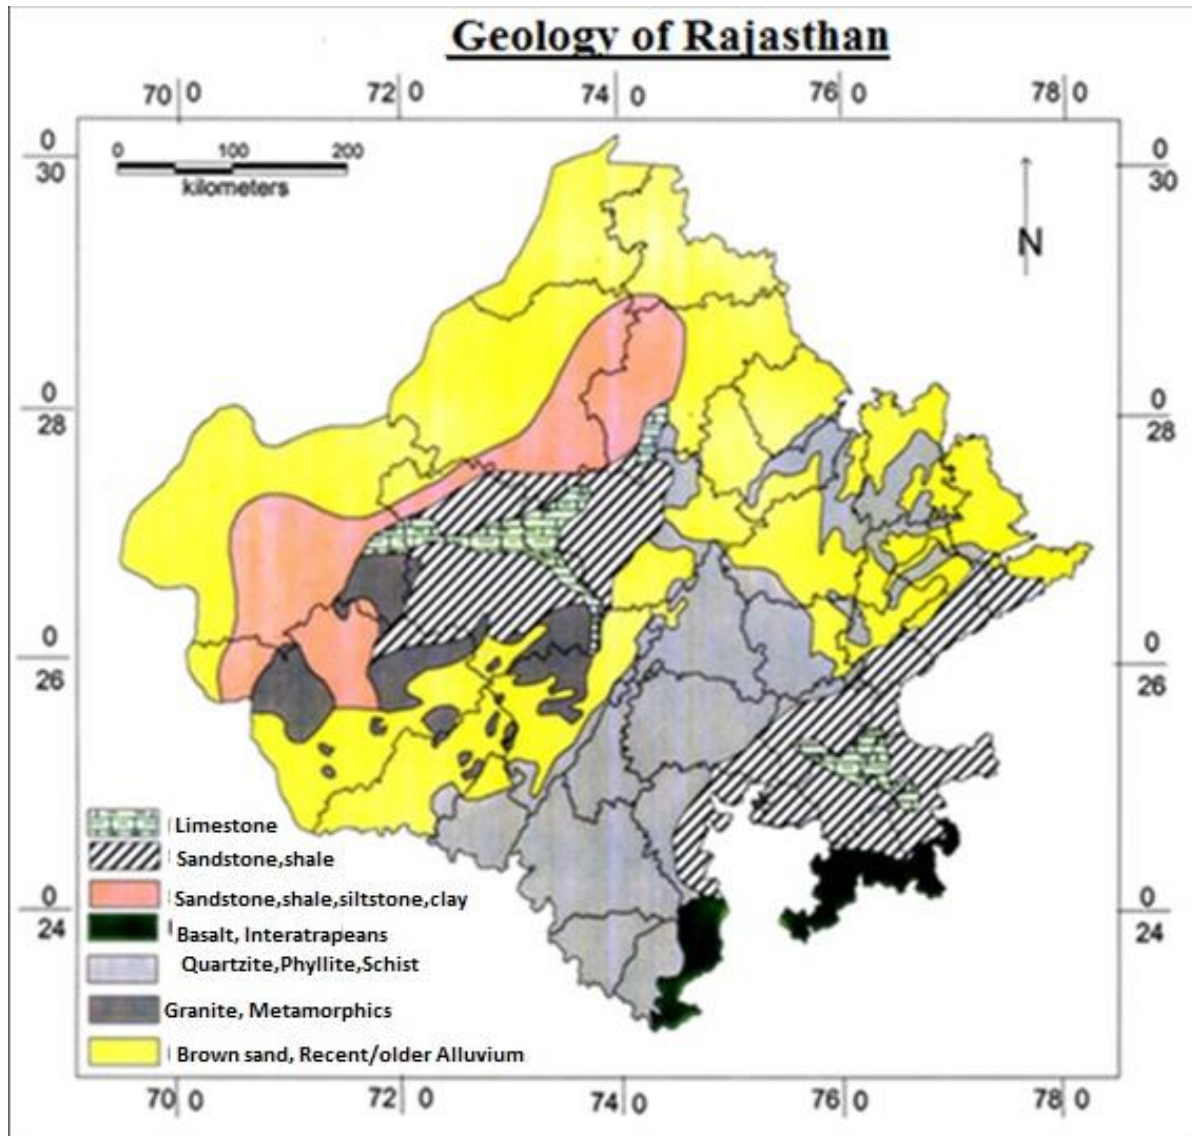 Geology of Rajasthan
70 0 72 0 74 0 76 0 78 0
0 100 200
kilometers
0
30
0
30
N
0
28
0
28
0
26
0
26
0
24
0
24
Limestone
Sandstone,shale
Sandstone,shale,siltstone,clay
Basalt, Interatrapeans
Quartzite,Phyllite,Schist
Granite, Metamorphics
Brown sand, Recent/older Alluvium
70 0 72 0 74 0 76 0 78 0